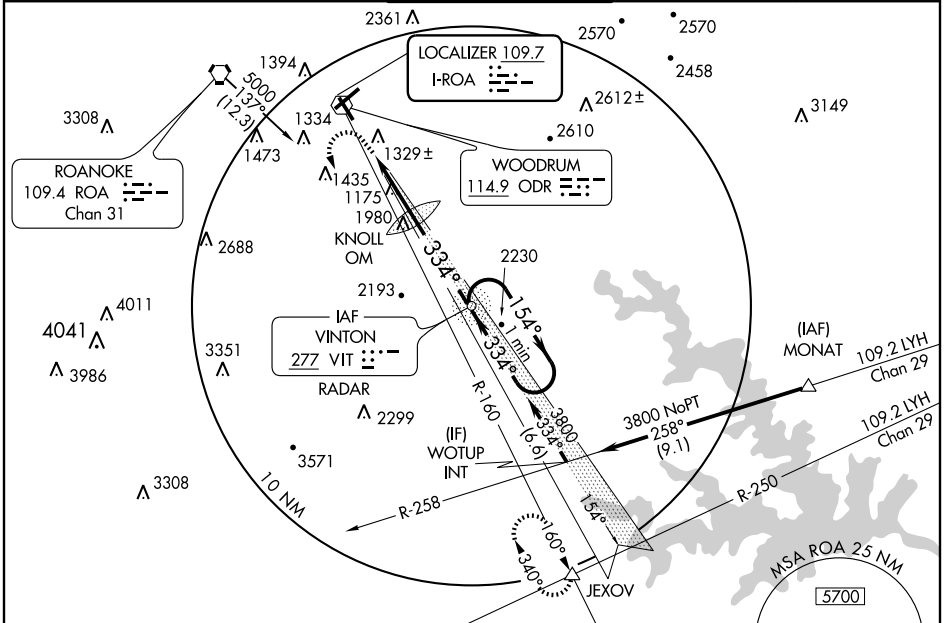 2361
2570
2570
LOCALIZER 109.7
I-ROA
2458
1394
5000
137°
(12.3)
2612±
3149
3308
1334
2610
1473
1329±
ROANOKE
109.4 ROA
Chan 31
WOODRUM
114.9 ODR
1435
1175
1980
KNOLL
OM
334°
2688
2230
2193
154°
1 min
334°
IAF
VINTON
277 VIT
RADAR
4011
4041
3986
3351
(IAF)
MONAT
109.2 LYH
Chan 29
R-160
3800 NoPT
258°
(9.1)
109.2 LYH
Chan 29
2299
3800
(6.6)
334°
(IF)
WOTUP
INT
3571
3308
10 NM
R-258
R-250
154°
160°
340°
JEXOV
MSA ROA 25 NM
5700